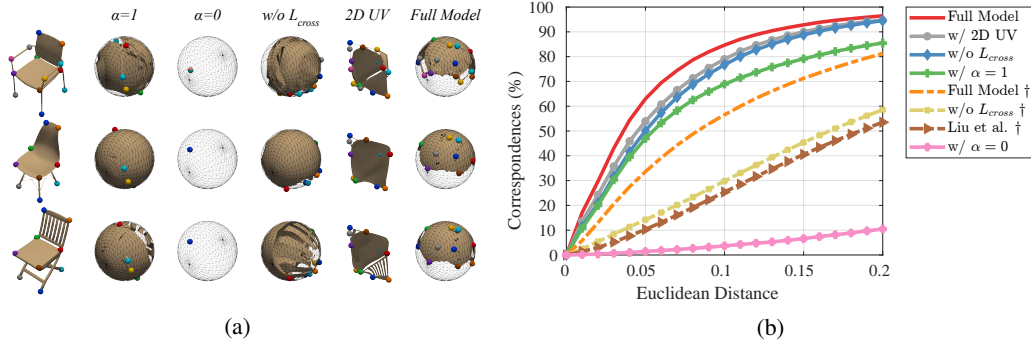 α=1 α=0 w/o L_cross 2D UV Full Model
(a)
100
90
80
70
60
50
40
30
20
10
0
0 0.05 0.1 0.15 0.2
Correspondences (%)
Euclidean Distance
(b)
Full Model
w/ 2D UV
w/o L_cross
w/ α = 1
Full Model †
w/o L_cross †
Liu et al. †
w/ α = 0